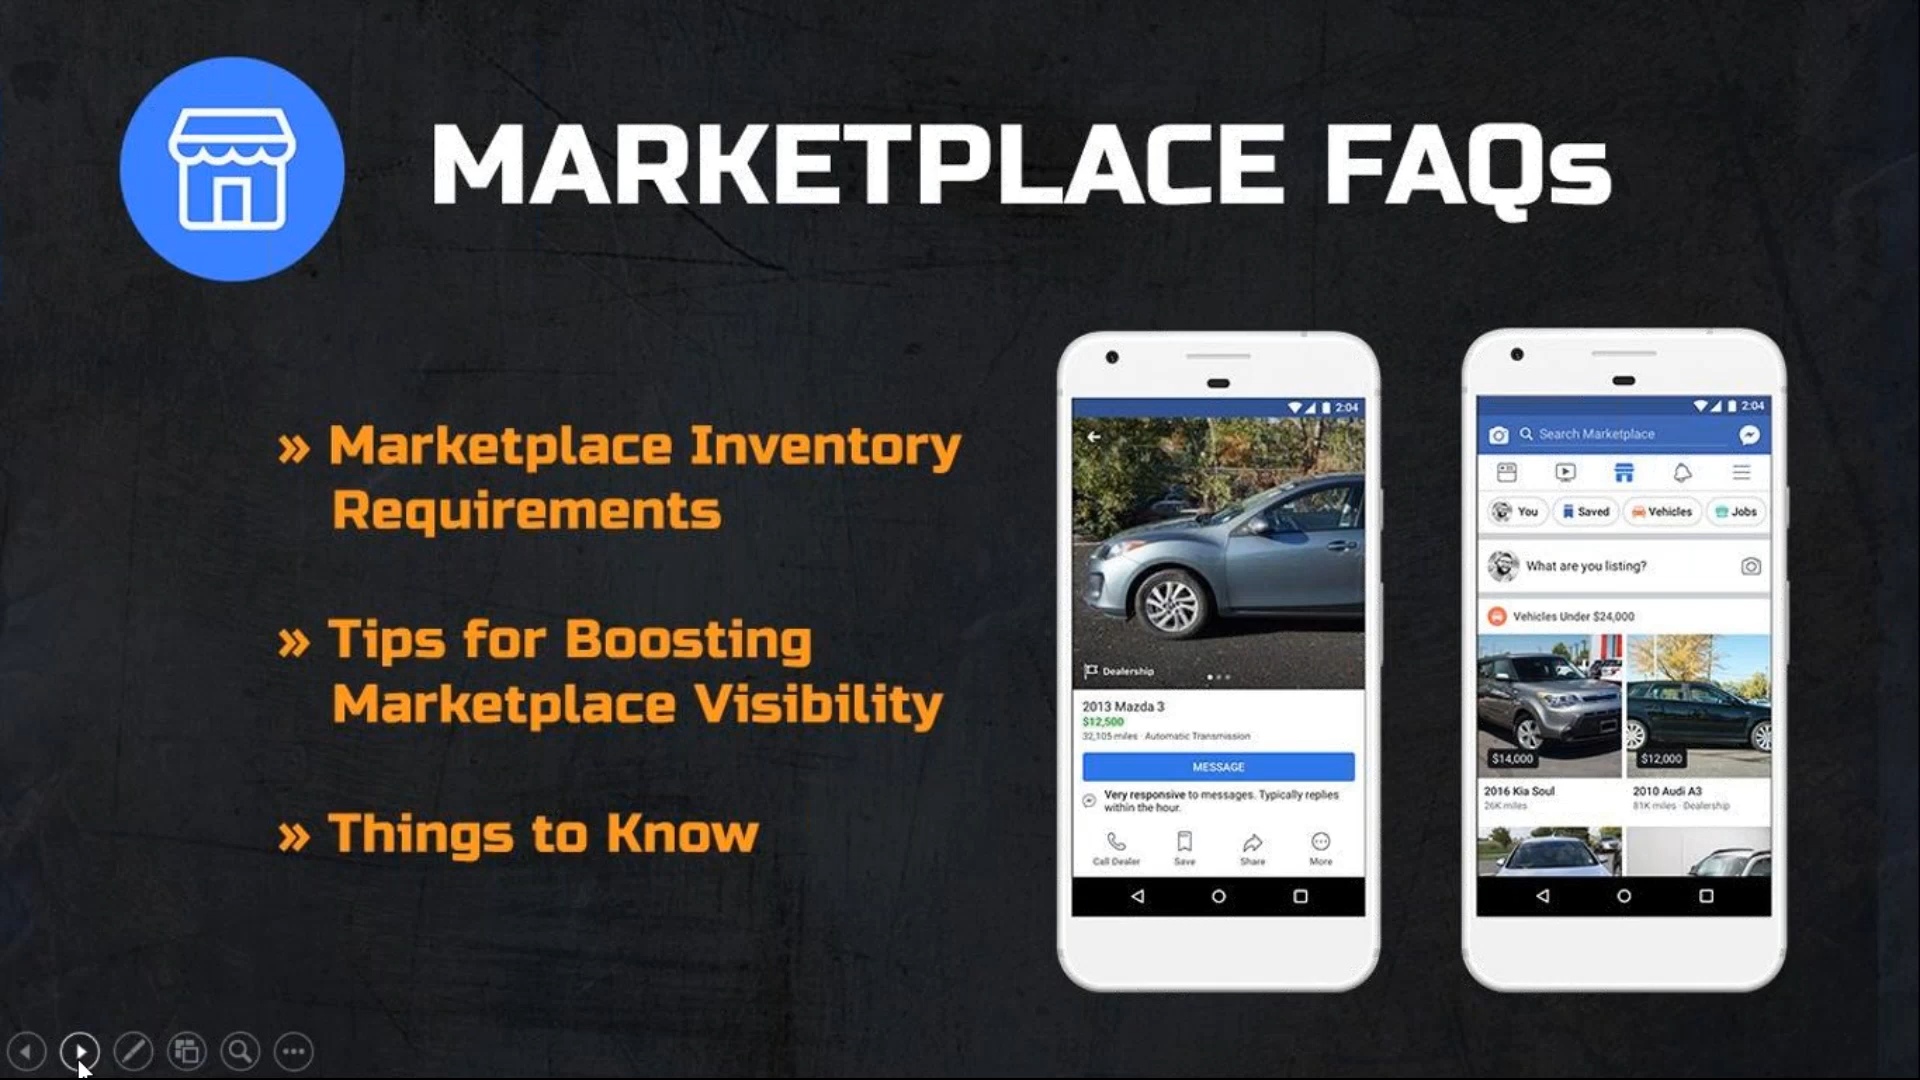 MARKETPLACE FAQs
» Marketplace Inventory
Requirements
» Tips for Boosting
Marketplace Visibility
» Things to Know
2:04
Dealership
2013 Mazda 3
$12,500
32,105 miles · Automatic Transmission
MESSAGE
Very responsive to messages. Typically replies
within the hour.
Call Dealer Save Share More
2:04
Search Marketplace
You Saved Vehicles Jobs
What are you listing?
Vehicles Under $24,000
$14,000 $12,000
2016 Kia Soul 2010 Audi A3
26K miles 81K miles · Dealership